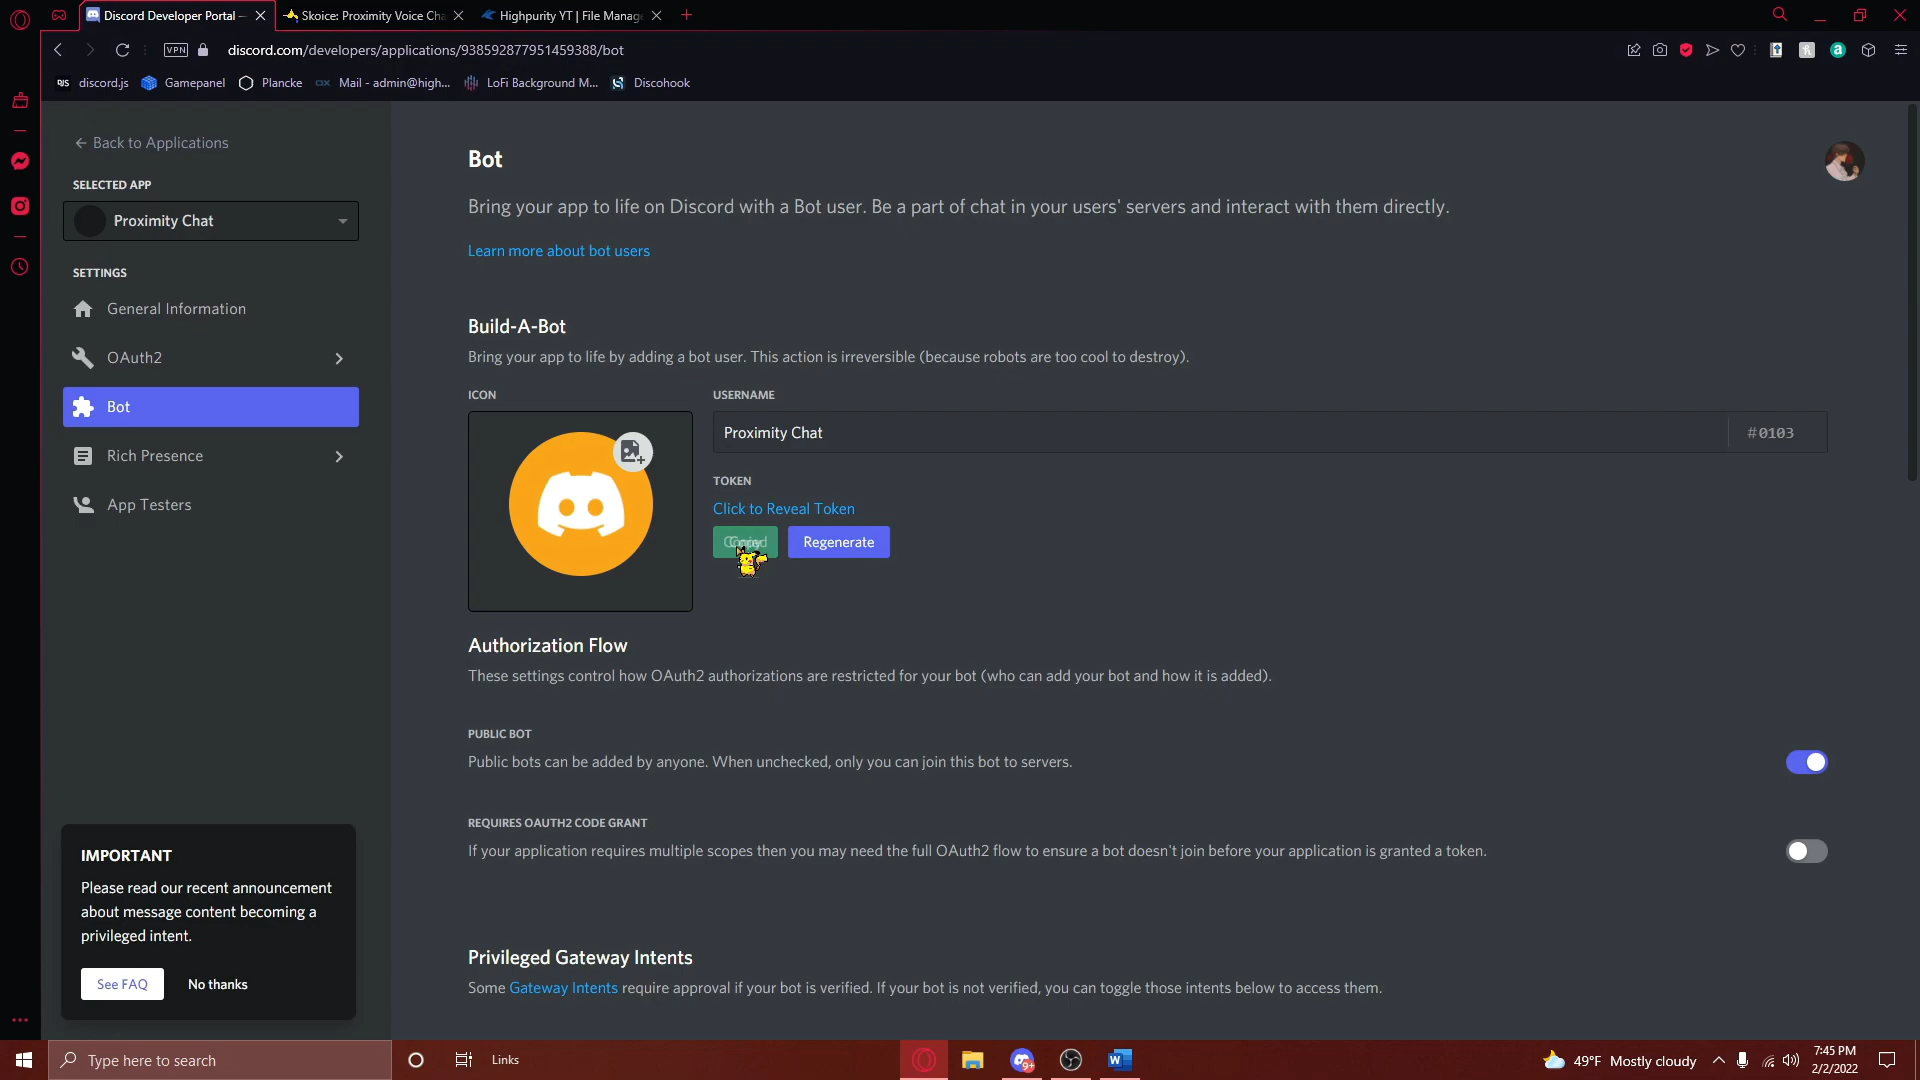 Discord Developer Portal —
Skoice: Proximity Voice Cha
Highpurity YT | File Manag
VPN
discord.com/developers/applications/938592877951459388/bot
DJS discord.js
Gamepanel
Plancke
OX Mail - admin@high...
LoFi Background M...
Discohook
Back to Applications
SELECTED APP
Proximity Chat
SETTINGS
General Information
OAuth2
Bot
Rich Presence
App Testers
IMPORTANT
Please read our recent announcement
about message content becoming a
privileged intent.
See FAQ
No thanks
Bot
Bring your app to life on Discord with a Bot user. Be a part of chat in your users' servers and interact with them directly.
Learn more about bot users
Build-A-Bot
Bring your app to life by adding a bot user. This action is irreversible (because robots are too cool to destroy).
ICON
USERNAME
Proximity Chat
#0103
TOKEN
Click to Reveal Token
Regenerate
Authorization Flow
These settings control how OAuth2 authorizations are restricted for your bot (who can add your bot and how it is added).
PUBLIC BOT
Public bots can be added by anyone. When unchecked, only you can join this bot to servers.
REQUIRES OAUTH2 CODE GRANT
If your application requires multiple scopes then you may need the full OAuth2 flow to ensure a bot doesn't join before your application is granted a token.
Privileged Gateway Intents
Some Gateway Intents require approval if your bot is verified. If your bot is not verified, you can toggle those intents below to access them.
Type here to search
Links
9+
W
49°F Mostly cloudy
7:45 PM
2/2/2022